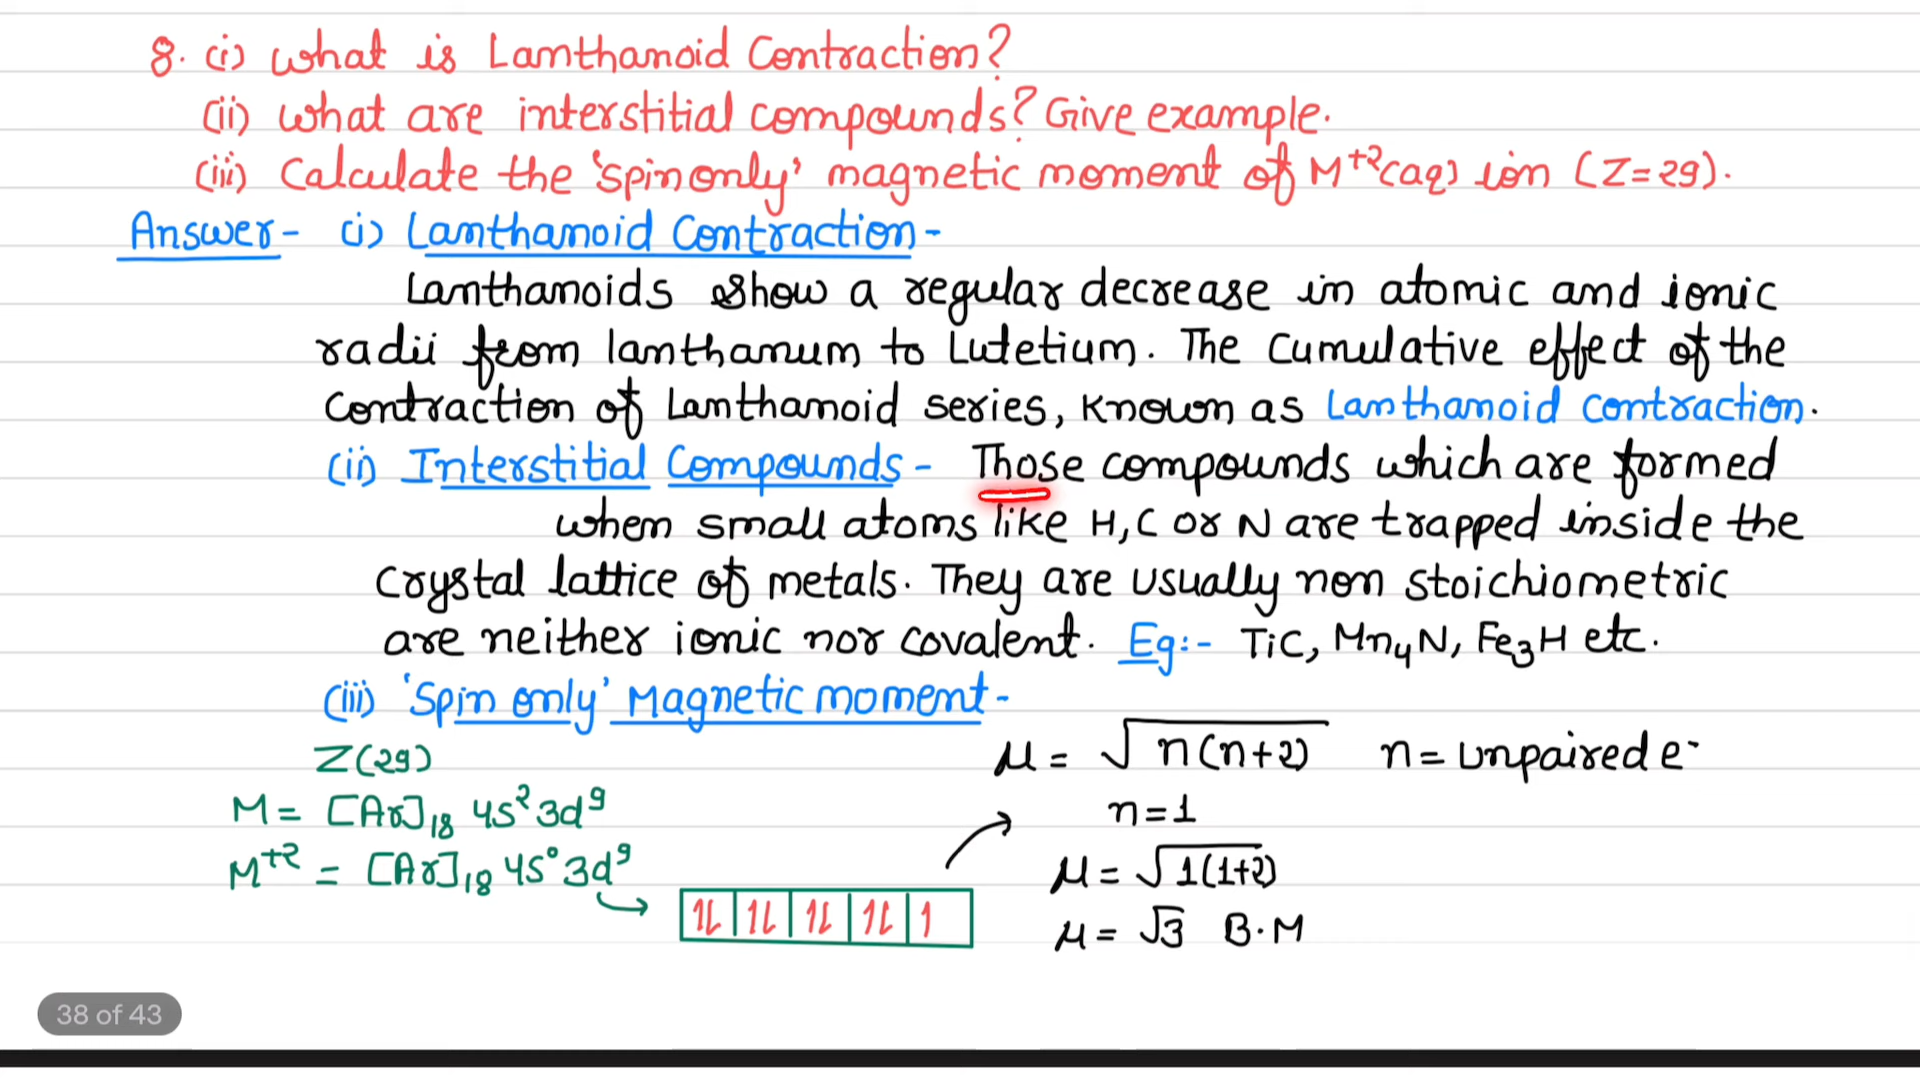 8. (i) What is Lanthanoid Contraction?
(ii) What are interstitial compounds? Give example.
(iii) Calculate the 'spin only' magnetic moment of M⁺²(aq) ion (Z=29).
Answer- (i) Lanthanoid Contraction-
Lanthanoids show a regular decrease in atomic and ionic
radii from lanthanum to Lutetium. The cumulative effect of the
contraction of Lanthanoid series, known as Lanthanoid contraction.
(ii) Interstitial Compounds- Those compounds which are formed
when small atoms like H, C or N are trapped inside the
crystal lattice of metals. They are usually non stoichiometric
are neither ionic nor covalent. Eg:- TiC, Mn₄N, Fe₃H etc.
(iii) 'Spin only' Magnetic moment-
Z(29)
M = [Ar]₁₈ 4s² 3d⁹
M⁺² = [Ar]₁₈ 4s⁰ 3d⁹
1L 1L 1L 1L 1
μ = √n(n+2) n = unpaired e⁻
n=1
μ = √1(1+2)
μ = √3 B.M
38 of 43